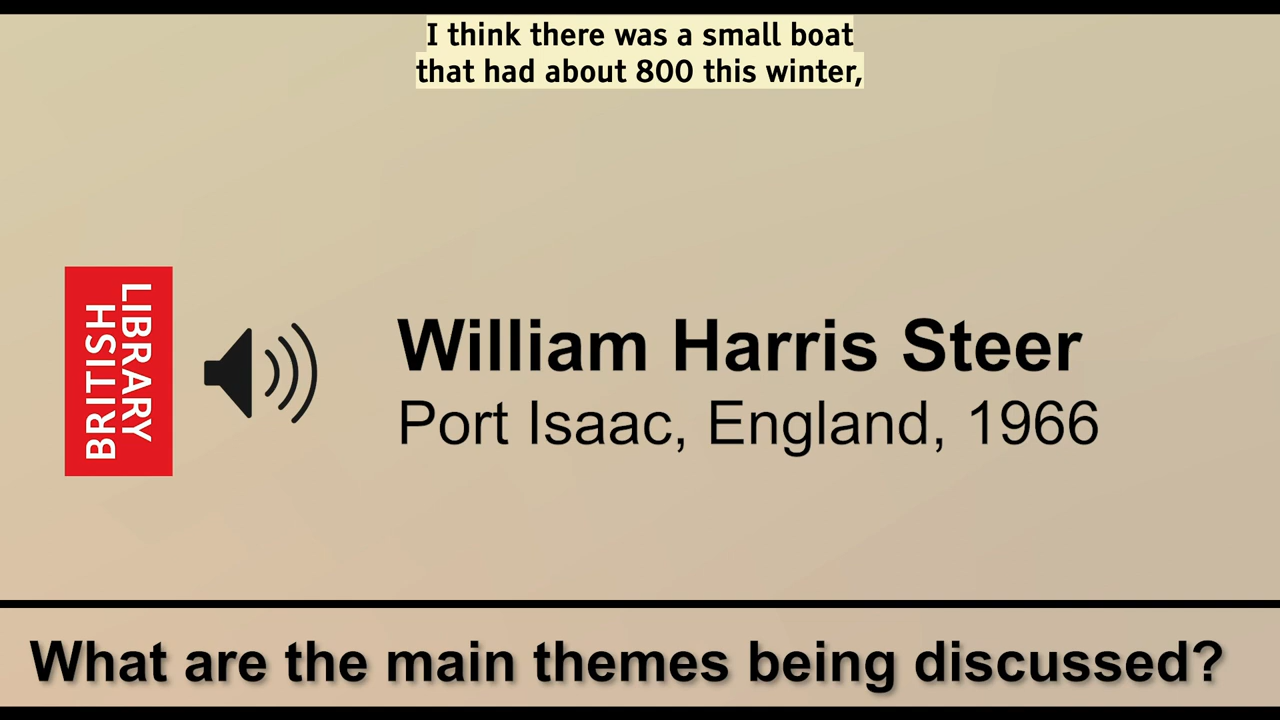 I think there was a small boat
that had about 800 this winter,
BRITISH
LIBRARY
William Harris Steer
Port Isaac, England, 1966
What are the main themes being discussed?